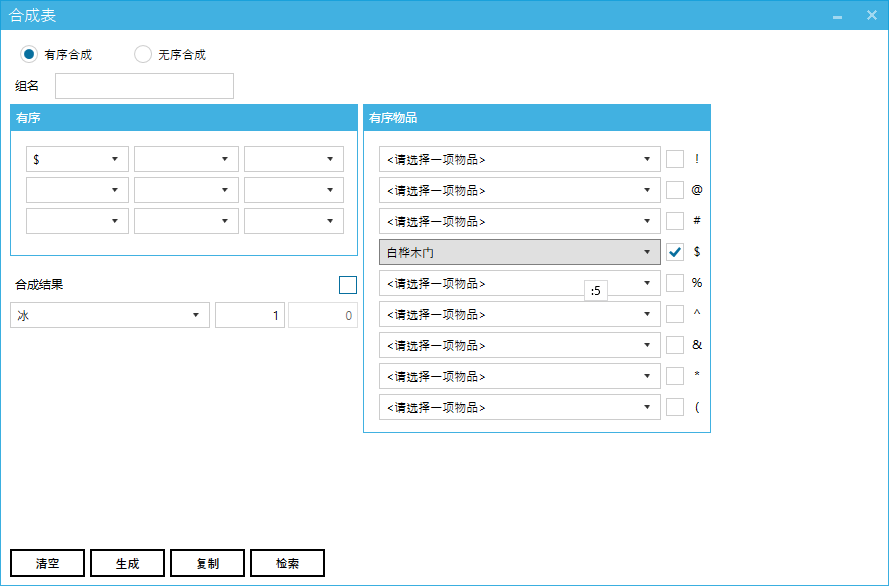 合成表
有序合成 无序合成
组名
有序
$
合成结果
冰 1 0
有序物品
<请选择一项物品> !
<请选择一项物品> @
<请选择一项物品> #
白桦木门 $
<请选择一项物品> %
:5
<请选择一项物品> ^
<请选择一项物品> &
<请选择一项物品> *
<请选择一项物品> (
清空 生成 复制 检索